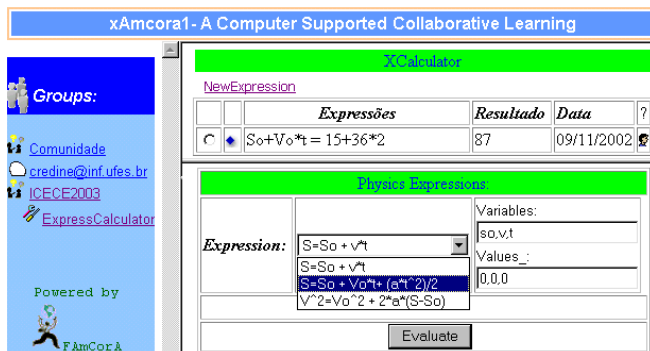 xAmcora1- A Computer Supported Collaborative Learning
Groups:
Comunidade
credine@inf.ufes.br
ICECE2003
ExpressCalculator
Powered by
FAmCorA
XCalculator
NewExpression
Expressões Resultado Data ?
So+Vo*t = 15+36*2 87 09/11/2002
Physics Expressions:
Expression:
S=So + v*t
S=So + v*t
S=So + Vo*t+ (a*t^2)/2
V^2=Vo^2 + 2*a*(S-So)
Variables:
so,v,t
Values_:
0,0,0
Evaluate